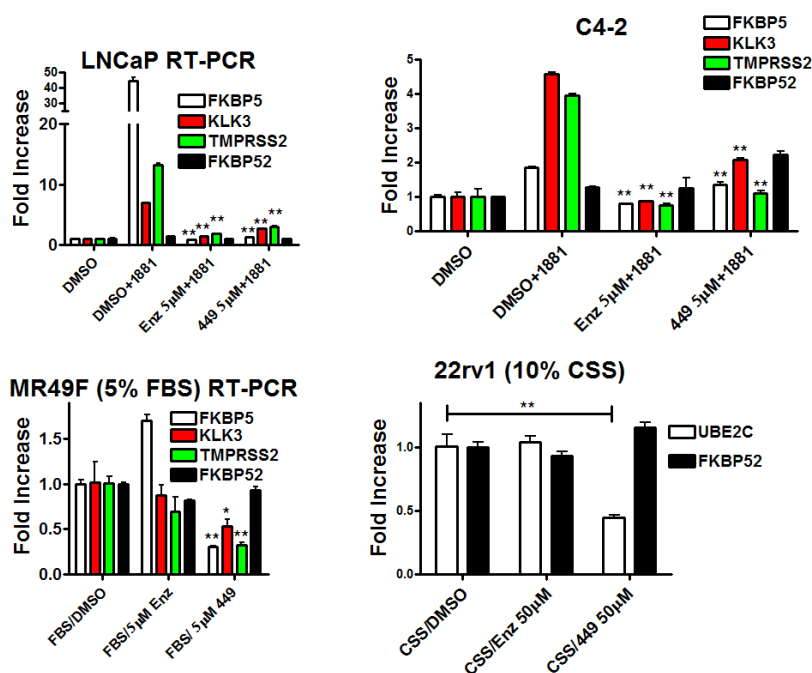 LNCaP RT-PCR
Fold Increase
50
40
30
20
10
0
FKBP5
KLK3
TMPRSS2
FKBP52
** ** **
** ** **
DMSO
DMSO+1881
Enz 5µM+1881
449 5µM+1881
C4-2
Fold Increase
5
4
3
2
1
0
FKBP5
KLK3
TMPRSS2
FKBP52
** ** **
** ** **
DMSO
DMSO+1881
Enz 5µM+1881
449 5µM+1881
MR49F (5% FBS) RT-PCR
Fold Increase
1.5
1.0
0.5
0.0
FKBP5
KLK3
TMPRSS2
FKBP52
** * **
FBS/DMSO
FBS/5µM Enz
FBS/ 5µM 449
22rv1 (10% CSS)
Fold Increase
1.0
0.5
0.0
**
UBE2C
FKBP52
CSS/DMSO
CSS/Enz 50µM
CSS/449 50µM